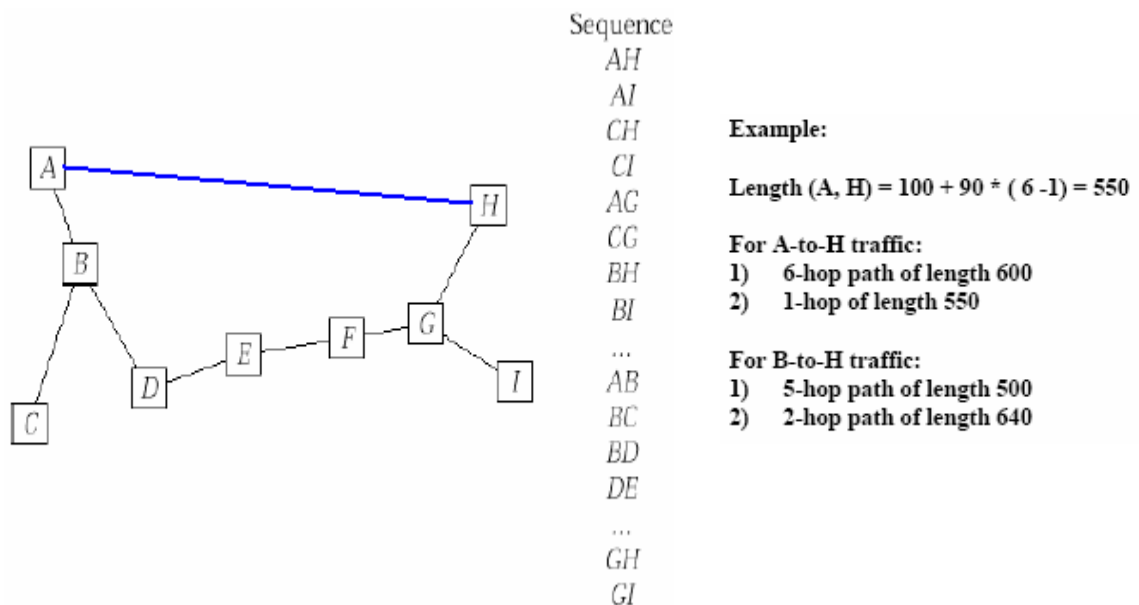 A
B
C
D
E
F
G
H
I
Sequence
AH
AI
CH
CI
AG
CG
BH
BI
...
AB
BC
BD
DE
...
GH
GI
Example:
Length (A, H) = 100 + 90 * ( 6 -1) = 550
For A-to-H traffic:
1) 6-hop path of length 600
2) 1-hop of length 550
For B-to-H traffic:
1) 5-hop path of length 500
2) 2-hop path of length 640